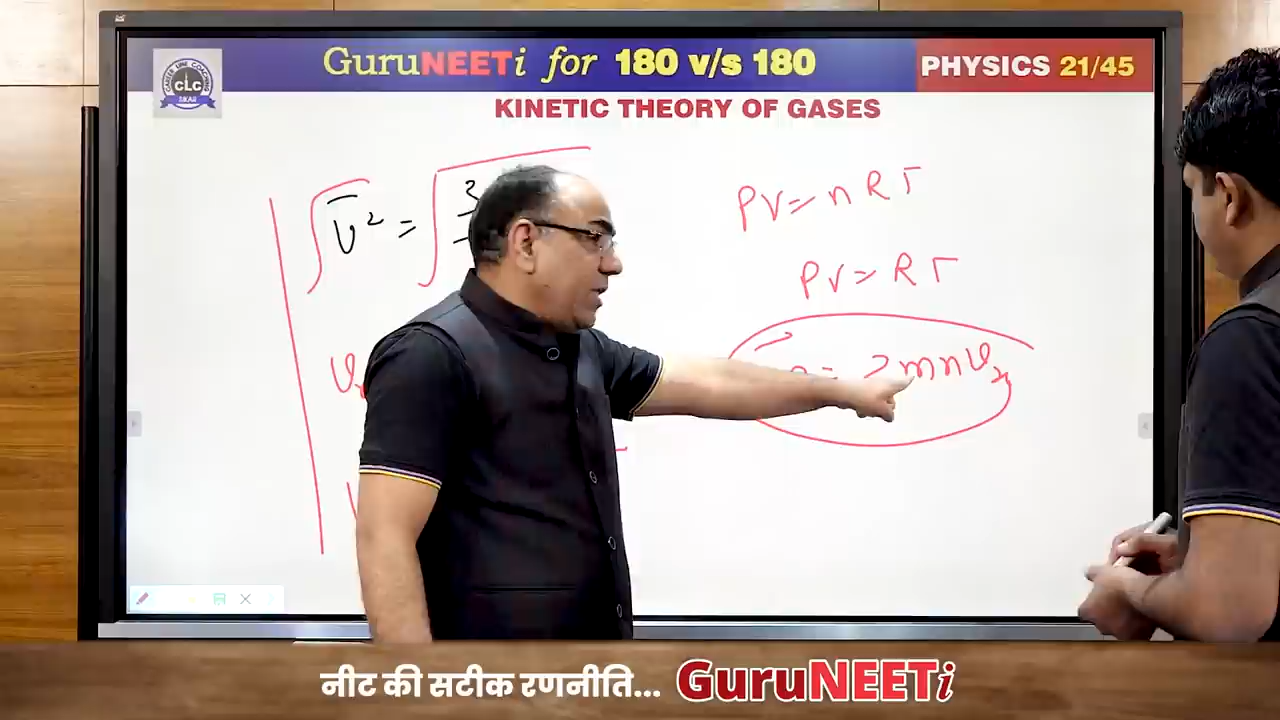 GuruNEETi for 180 v/s 180
PHYSICS 21/45
CLC
KINETIC THEORY OF GASES
PV = nRT
PV = RT
2mnv
नीट की सटीक रणनीति... GuruNEETi